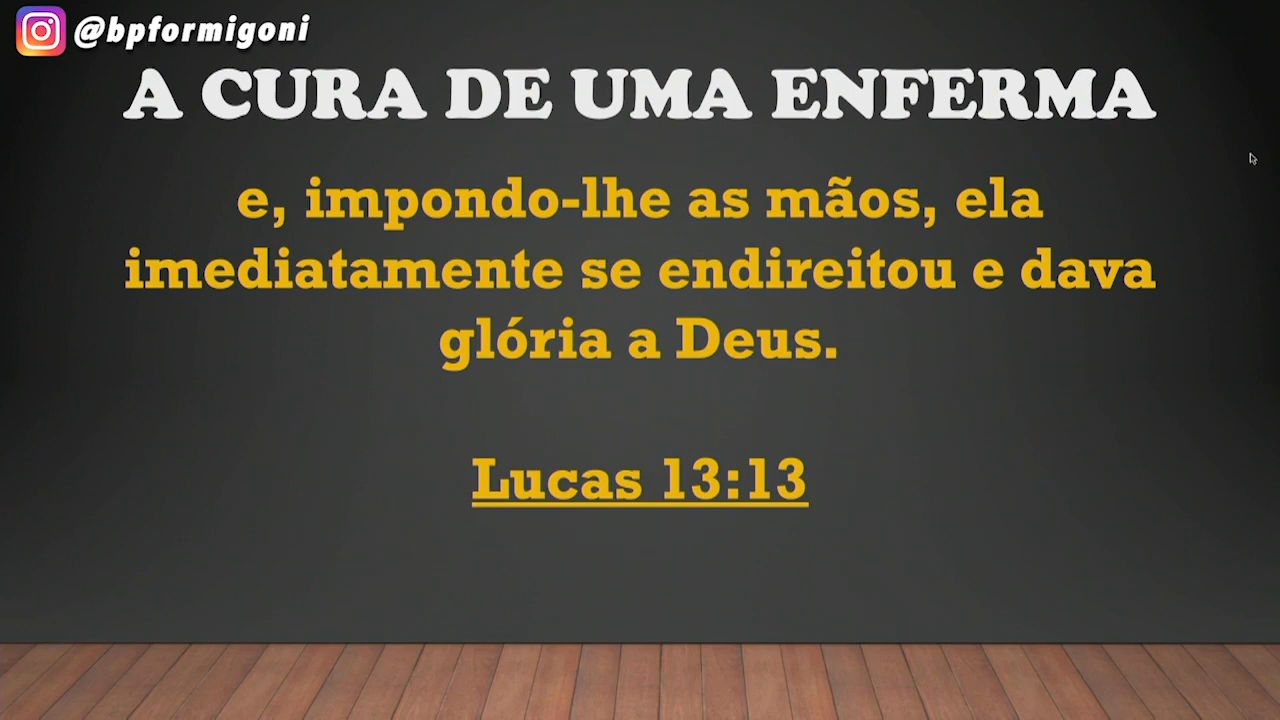 @bpformigoni
A CURA DE UMA ENFERMA
e, impondo-lhe as mãos, ela
imediatamente se endireitou e dava
glória a Deus.
Lucas 13:13